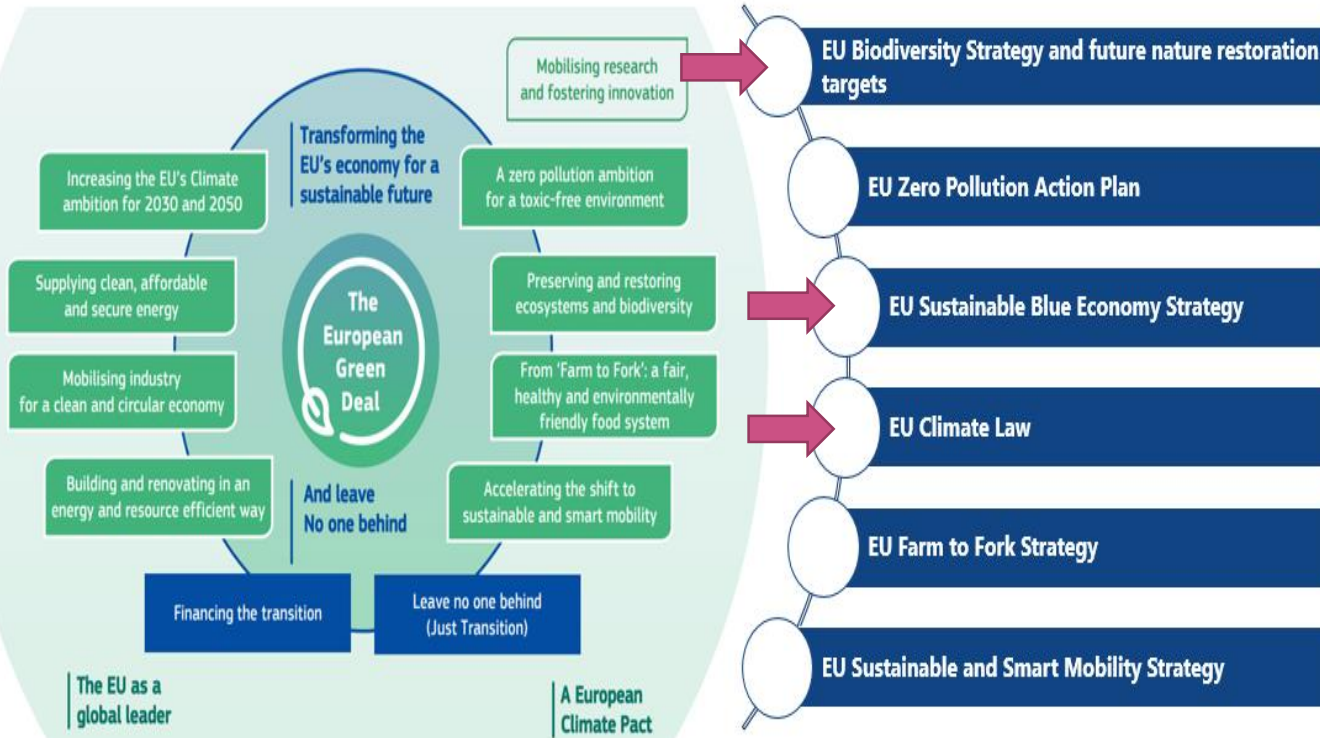 Mobilising research
and fostering innovation
Transforming the
EU's economy for a
sustainable future
Increasing the EU's Climate
ambition for 2030 and 2050
Supplying clean, affordable
and secure energy
Mobilising industry
for a clean and circular economy
Building and renovating in an
energy and resource efficient way
The
European
Green
Deal
A zero pollution ambition
for a toxic-free environment
Preserving and restoring
ecosystems and biodiversity
From 'Farm to Fork': a fair,
healthy and environmentally
friendly food system
Accelerating the shift to
sustainable and smart mobility
And leave
No one behind
Financing the transition
Leave no one behind
(Just Transition)
The EU as a
global leader
A European
Climate Pact
EU Biodiversity Strategy and future nature restoration
targets
EU Zero Pollution Action Plan
EU Sustainable Blue Economy Strategy
EU Climate Law
EU Farm to Fork Strategy
EU Sustainable and Smart Mobility Strategy